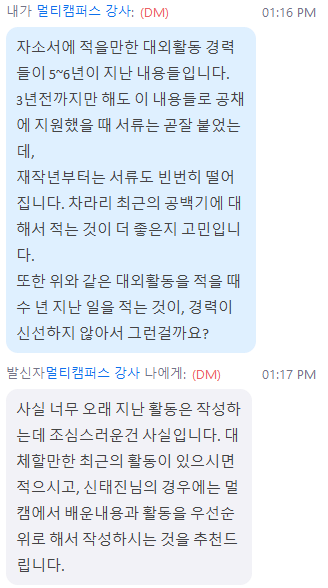 내가 멀티캠퍼스 강사: (DM) 01:16 PM
자소서에 적을만한 대외활동 경력
들이 5~6년이 지난 내용들입니다.
3년전까지만 해도 이 내용들로 공채
에 지원했을 때 서류는 곧잘 붙었는
데,
재작년부터는 서류도 빈번히 떨어
집니다. 차라리 최근의 공백기에 대
해서 적는 것이 더 좋은지 고민입니
다.
또한 위와 같은 대외활동을 적을 때
수 년 지난 일을 적는 것이, 경력이
신선하지 않아서 그런걸까요?
발신자멀티캠퍼스 강사 나에게: (DM) 01:17 PM
사실 너무 오래 지난 활동은 작성하
는데 조심스러운건 사실입니다. 대
체할만한 최근의 활동이 있으시면
적으시고, 신태진님의 경우에는 멀
캠에서 배운내용과 활동을 우선순
위로 해서 작성하시는 것을 추천드
립니다.